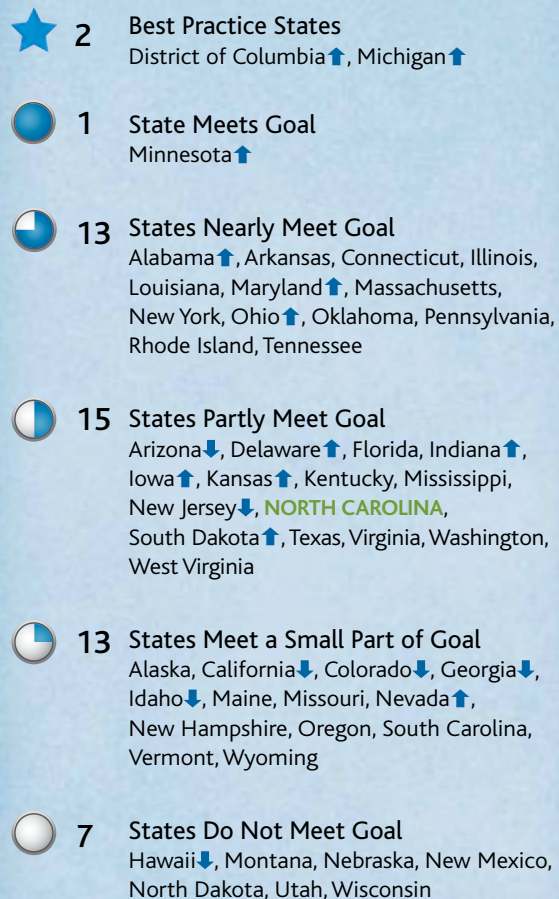 2 Best Practice States
District of Columbia⬆, Michigan⬆
1 State Meets Goal
Minnesota⬆
13 States Nearly Meet Goal
Alabama⬆, Arkansas, Connecticut, Illinois,
Louisiana, Maryland⬆, Massachusetts,
New York, Ohio⬆, Oklahoma, Pennsylvania,
Rhode Island, Tennessee
15 States Partly Meet Goal
Arizona⬇, Delaware⬆, Florida, Indiana⬆,
Iowa⬆, Kansas⬆, Kentucky, Mississippi,
New Jersey⬇, NORTH CAROLINA,
South Dakota⬆, Texas, Virginia, Washington,
West Virginia
13 States Meet a Small Part of Goal
Alaska, California⬇, Colorado⬇, Georgia⬇,
Idaho⬇, Maine, Missouri, Nevada⬆,
New Hampshire, Oregon, South Carolina,
Vermont, Wyoming
7 States Do Not Meet Goal
Hawaii⬇, Montana, Nebraska, New Mexico,
North Dakota, Utah, Wisconsin